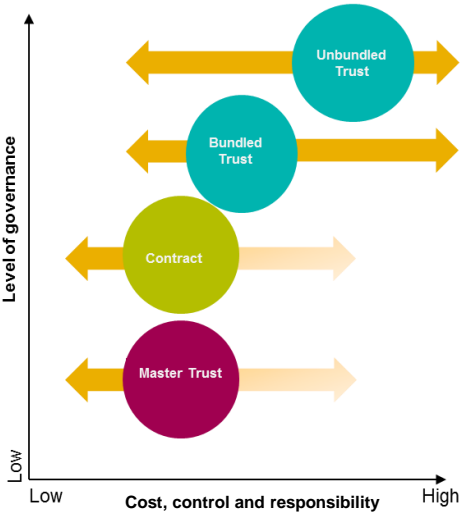 Unbundled
Trust
Bundled
Trust
Contract
Master Trust
Level of governance
Low
Low
High
Cost, control and responsibility